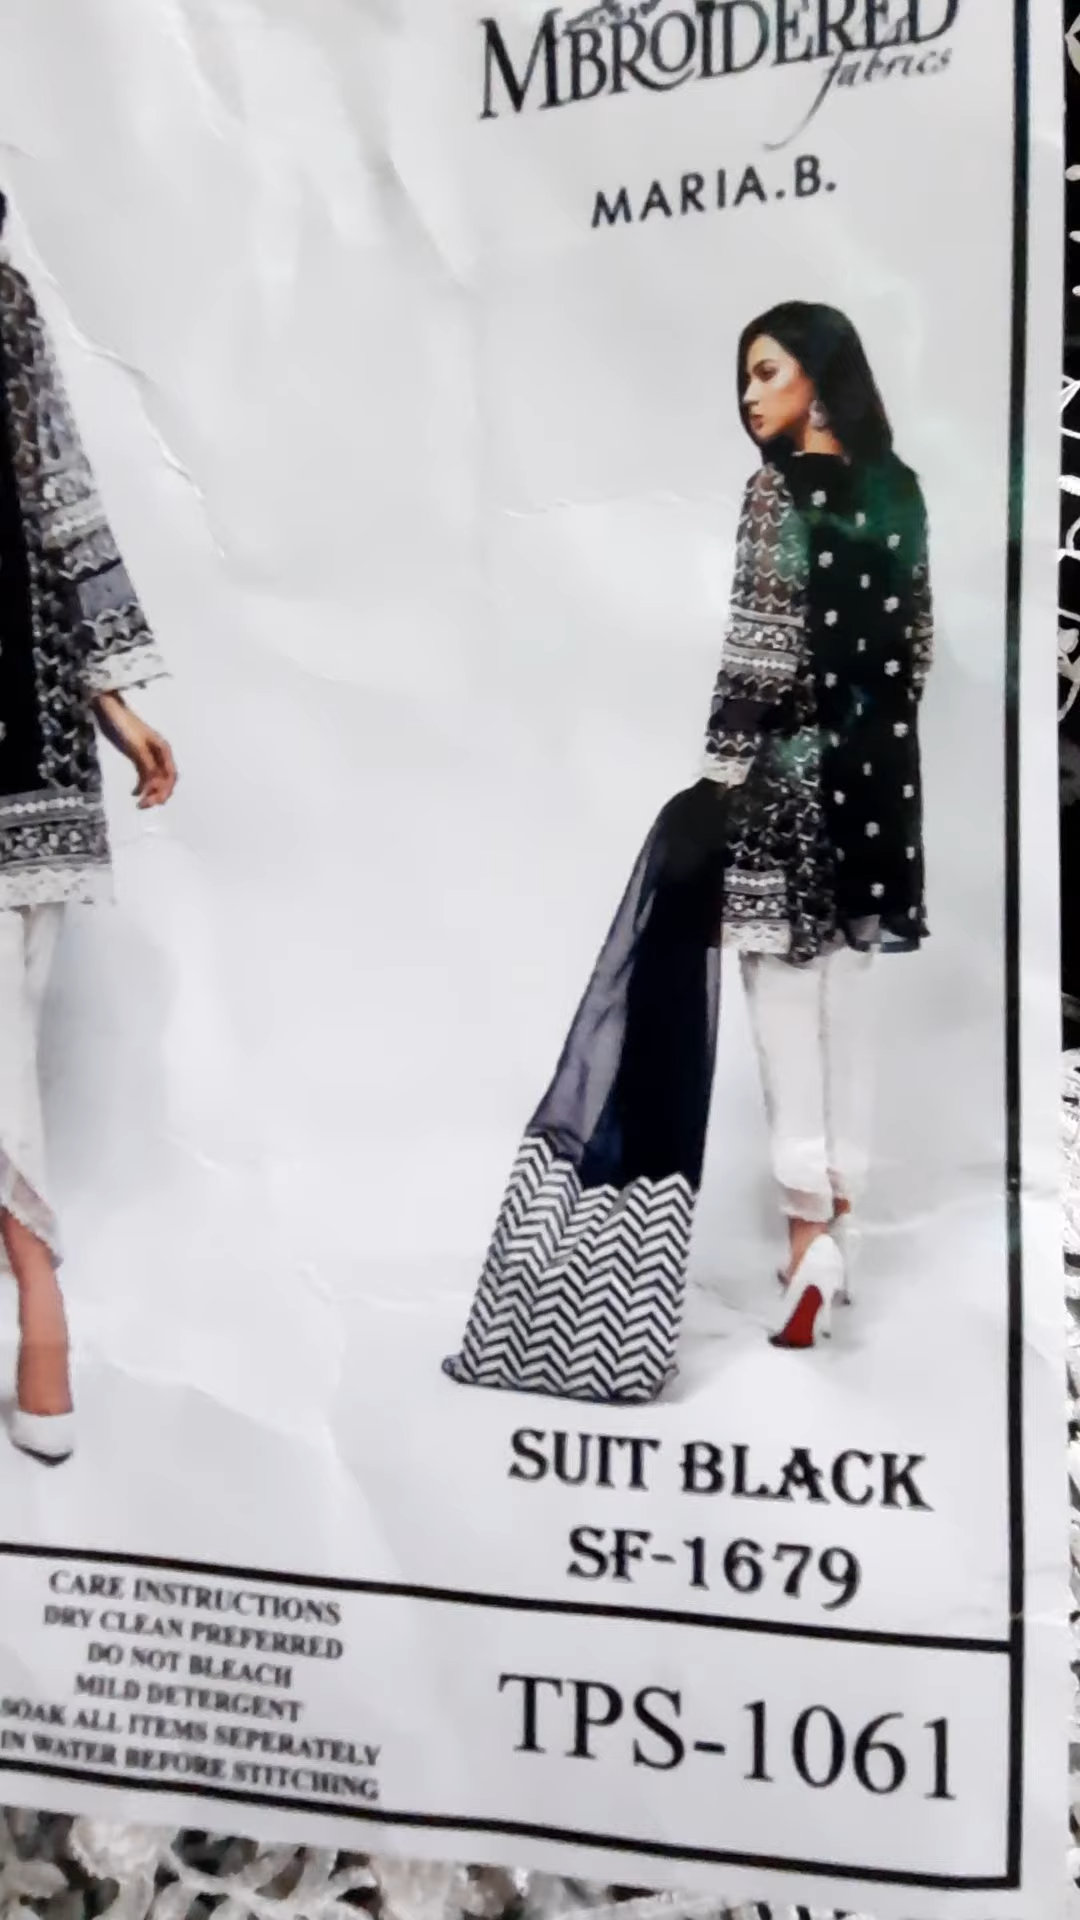 MBROIDERED
fabrics
MARIA.B.
SUIT BLACK
SF-1679
CARE INSTRUCTIONS
DRY CLEAN PREFERRED
DO NOT BLEACH
MILD DETERGENT
SOAK ALL ITEMS SEPERATELY
IN WATER BEFORE STITCHING
TPS-1061